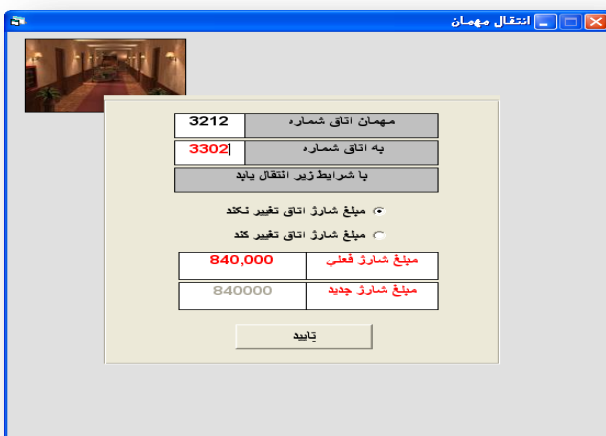 انتقال مهمان
مهمان اتاق شماره 3212
به اتاق شماره 3302
با شرایط زیر انتقال یابد
مبلغ شارژ اتاق تغییر نکند
مبلغ شارژ اتاق تغییر کند
مبلغ شارژ فعلي 840,000
مبلغ شارژ جدید 840000
تایید